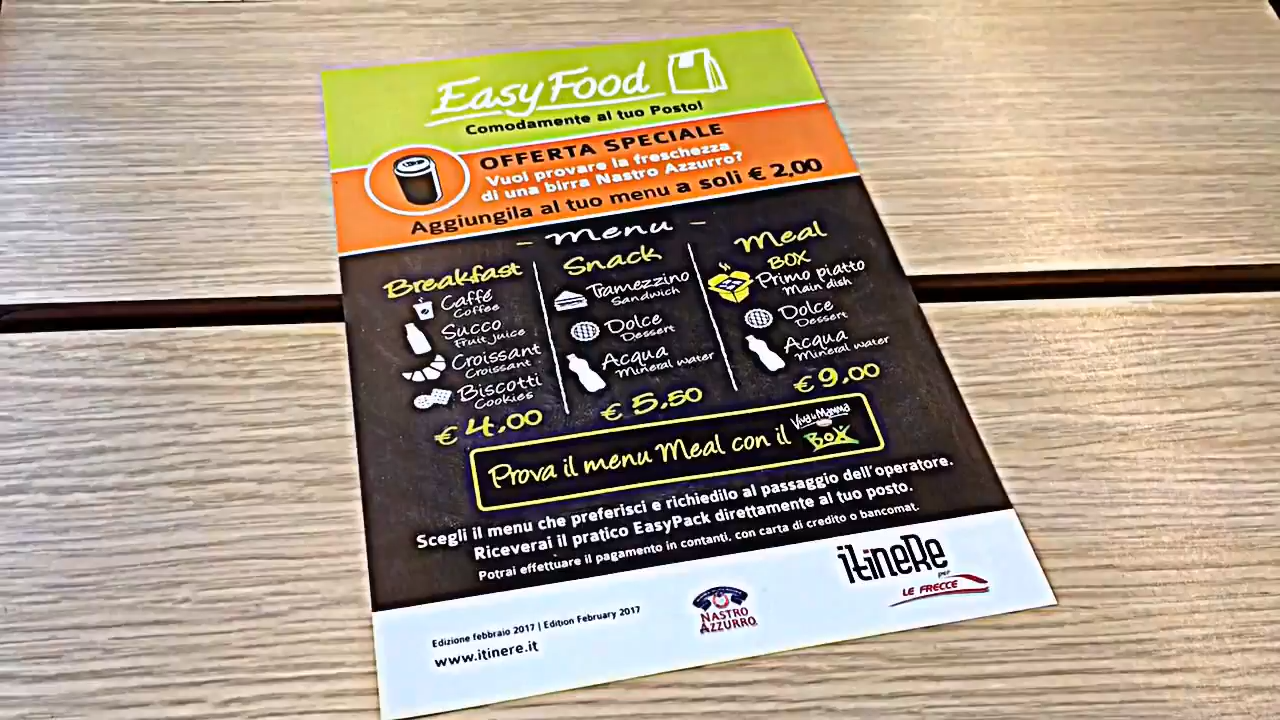 EasyFood
Comodamente al tuo Posto!
OFFERTA SPECIALE
Vuoi provare la freschezza
di una birra Nastro Azzurro?
Aggiungila al tuo menu a soli € 2,00
- menu -
Breakfast
Caffé
Coffee
Succo
Fruit juice
Croissant
Croissant
Biscotti
Cookies
€ 4,00
Snack
Tramezzino
Sandwich
Dolce
Dessert
Acqua
Mineral water
€ 5,50
Meal
BOX
Primo piatto
Main dish
Dolce
Dessert
Acqua
Mineral water
€ 9,00
Prova il menu Meal con il Viva la Mamma BOX
Scegli il menu che preferisci e richiedilo al passaggio dell'operatore.
Riceverai il pratico EasyPack direttamente al tuo posto.
Potrai effettuare il pagamento in contanti, con carta di credito o bancomat.
itineRe
per
LE FRECCE
NASTRO
AZZURRO
Edizione febbraio 2017 | Edition February 2017
www.itinere.it